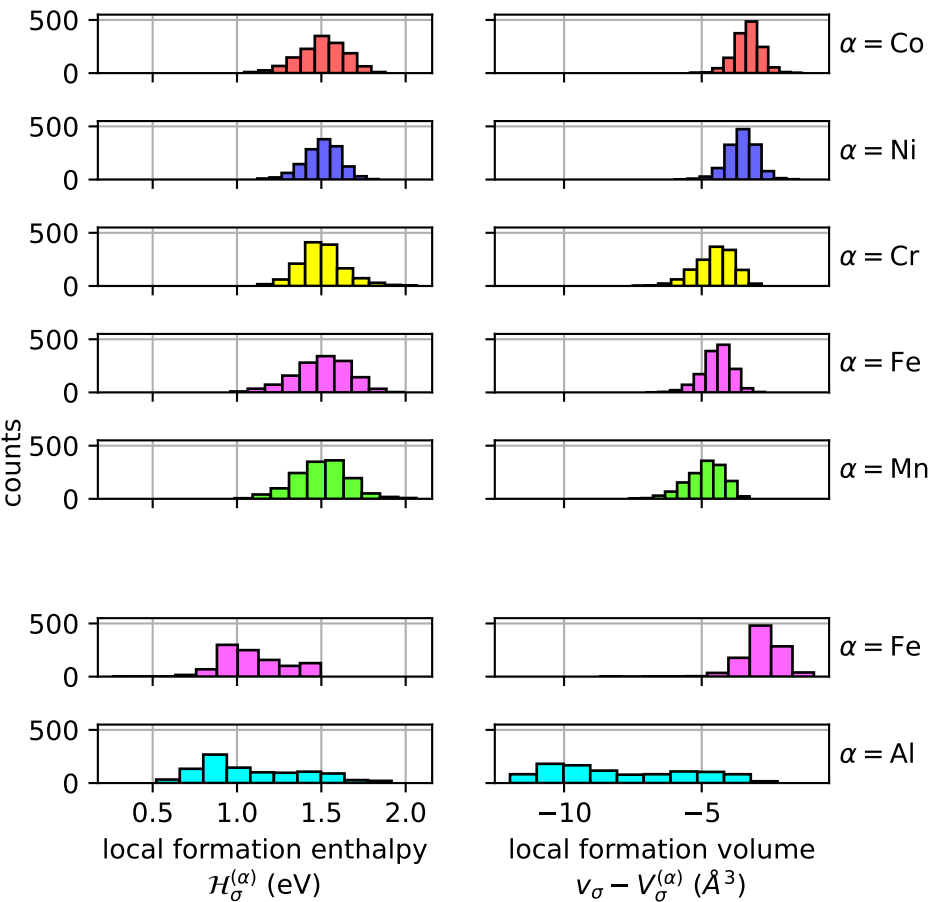 500
0
α = Co
500
0
α = Ni
500
0
α = Cr
500
0
α = Fe
500
0
α = Mn
counts
500
0
α = Fe
500
0
α = Al
0.5 1.0 1.5 2.0
−10 −5
local formation enthalpy
ℋσ(α) (eV)
local formation volume
vσ − Vσ(α) (Å3)